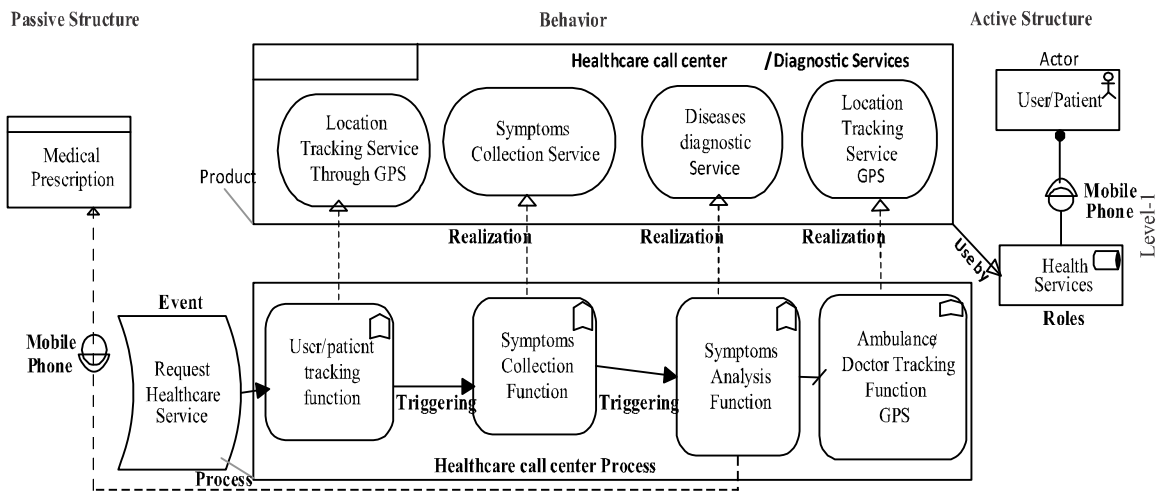 Passive Structure
Behavior
Active Structure
Healthcare call center /Diagnostic Services
Actor
User/Patient
Medical
Prescription
Product
Location
Tracking Service
Through GPS
Symptoms
Collection Service
Diseases
diagnostic
Service
Location
Tracking
Service
GPS
Mobile
Phone
Level-1
Realization
Realization
Realization
Use by
Health
Services
Roles
Event
Mobile
Phone
Request
Healthcare
Service
User/patient
tracking
function
Triggering
Symptoms
Collection
Function
Triggering
Symptoms
Analysis
Function
Ambulance/
Doctor Tracking
Function
GPS
Healthcare call center Process
Process